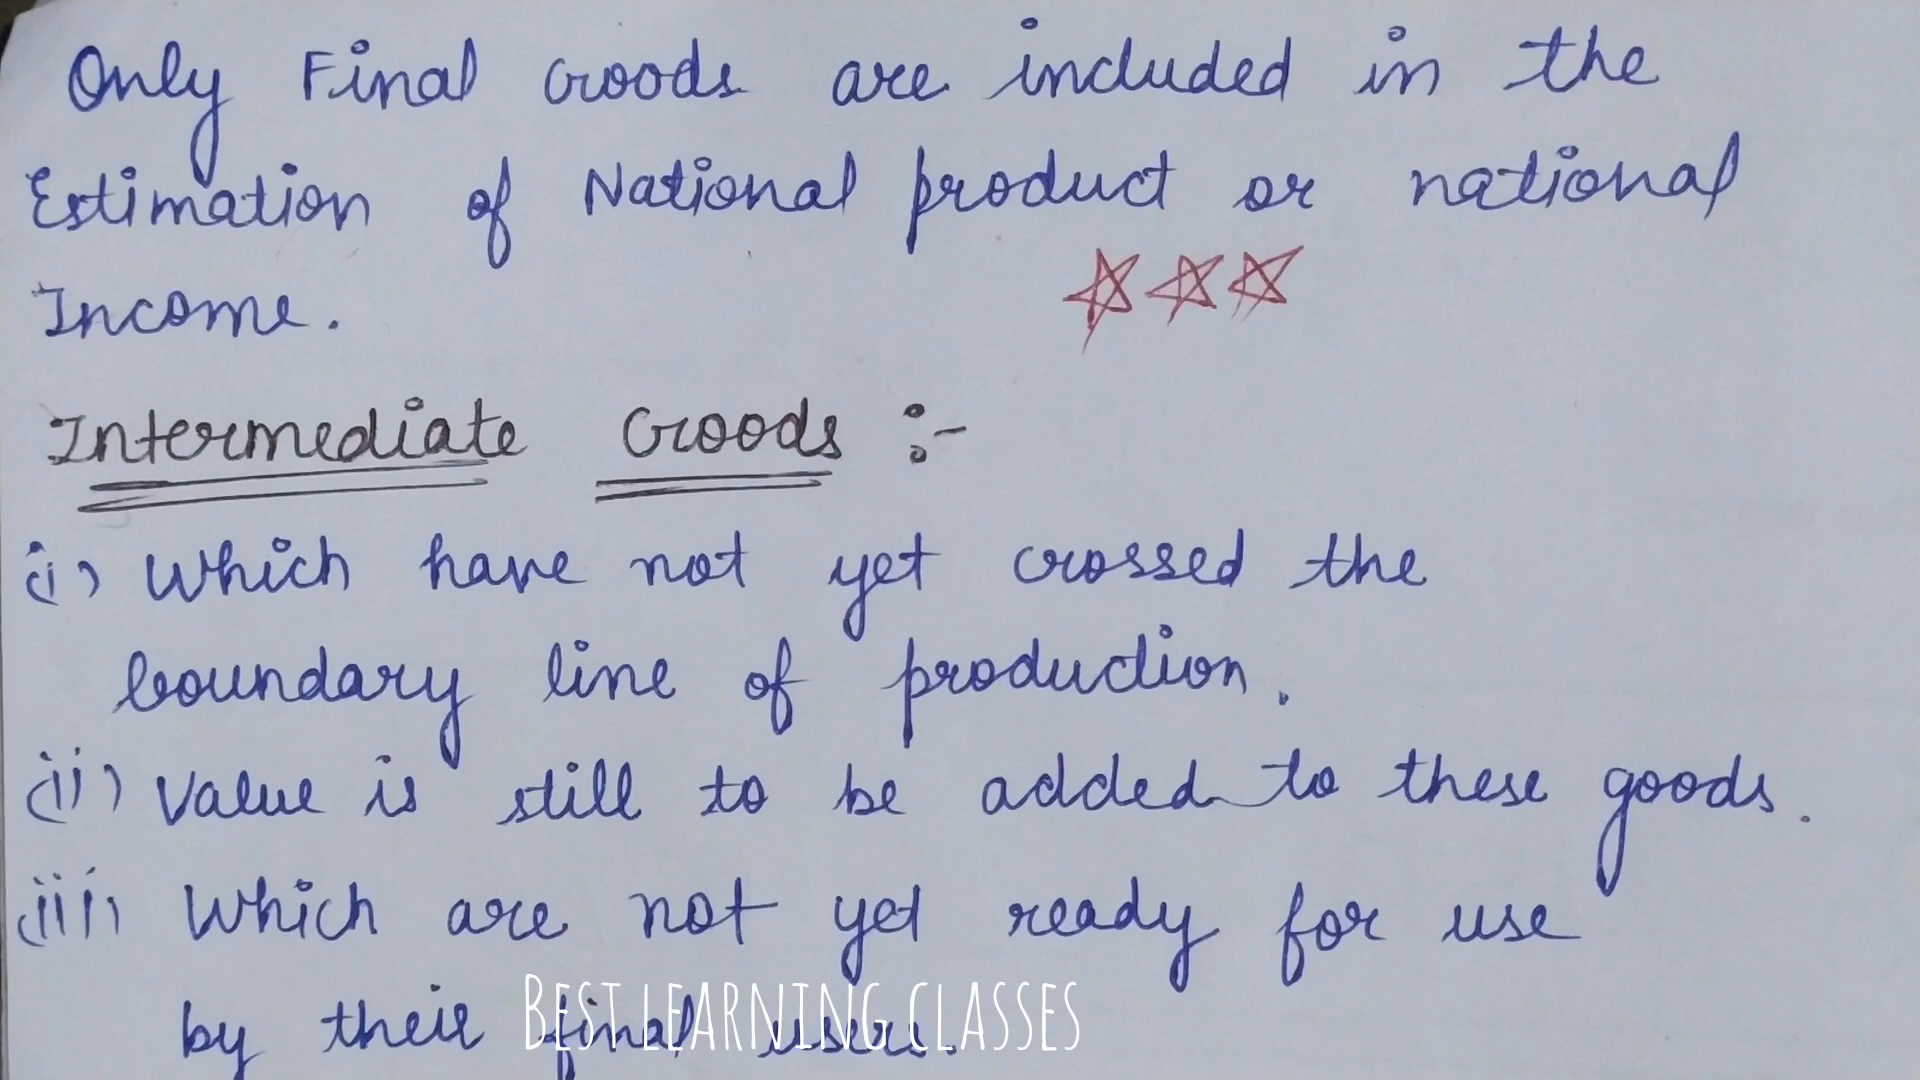 Only Final Goods are included in the
Estimation of National product or national
Income.
Intermediate Goods :-
(i) Which have not yet crossed the
boundary line of production.
(ii) Value is still to be added to these goods.
(iii) Which are not yet ready for use
by their final users.
BEST LEARNING CLASSES